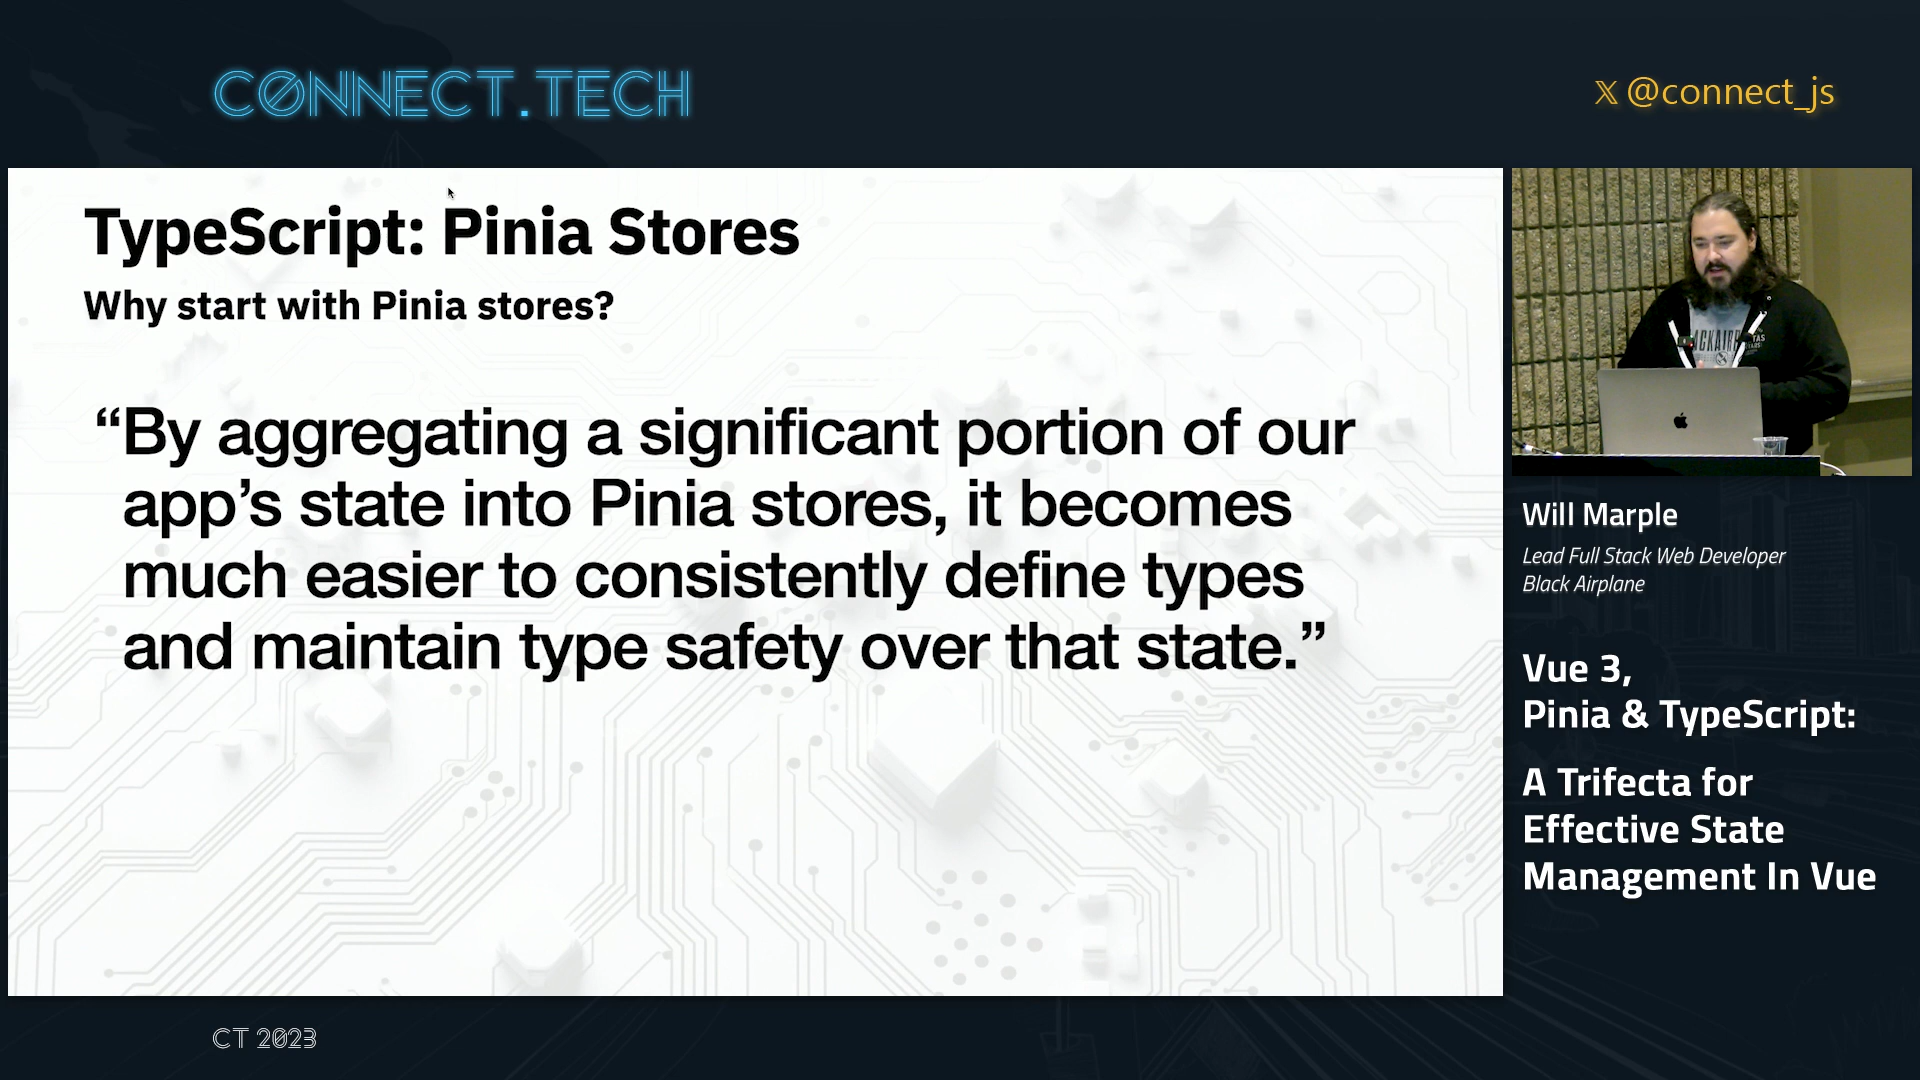 CONNECT.TECH
𝕏 @connect_js
TypeScript: Pinia Stores
Why start with Pinia stores?
“By aggregating a significant portion of our
app’s state into Pinia stores, it becomes
much easier to consistently define types
and maintain type safety over that state.”
Will Marple
Lead Full Stack Web Developer
Black Airplane
Vue 3,
Pinia & TypeScript:
A Trifecta for
Effective State
Management In Vue
CT 2023